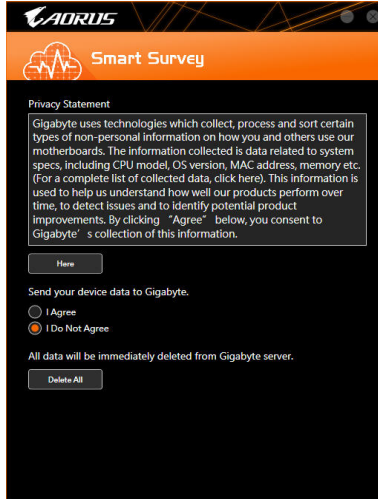 AORUS
Smart Survey
Privacy Statement
Gigabyte uses technologies which collect, process and sort certain
types of non-personal information on how you and others use our
motherboards. The information collected is data related to system
specs, including CPU model, OS version, MAC address, memory etc.
(For a complete list of collected data, click here). This information is
used to help us understand how well our products perform over
time, to detect issues and to identify potential product
improvements. By clicking “Agree” below, you consent to
Gigabyte’ s collection of this information.
Here
Send your device data to Gigabyte.
I Agree
I Do Not Agree
All data will be immediately deleted from Gigabyte server.
Delete All